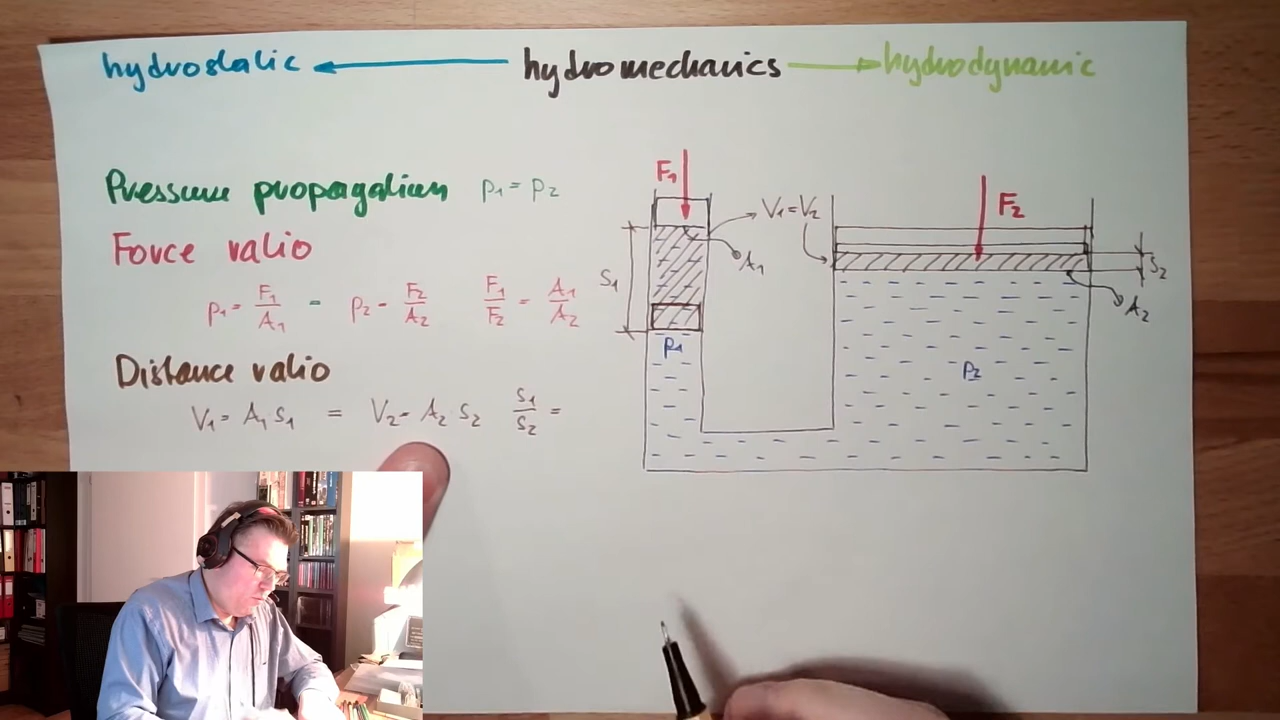 hydrostatic hydromechanics hydrodynamic
Pressure propagation p1 = p2
Force ratio
p1 = F1/A1 = p2 = F2/A2 F1/F2 = A1/A2
Distance ratio
V1 = A1 s1 = V2 = A2 s2 s1/s2 =
F1
V1=V2
F2
A1
s1
s2
A2
p1
p2